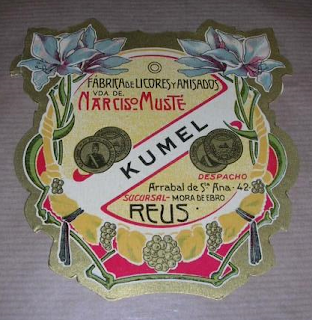 FÁBRICA DE LICORES Y ANISADOS
VDA DE
NARCISO MUSTÉ
KUMEL
DESPACHO
Arrabal de Sta Ana · 42
SUCURSAL - MORA DE EBRO
REUS